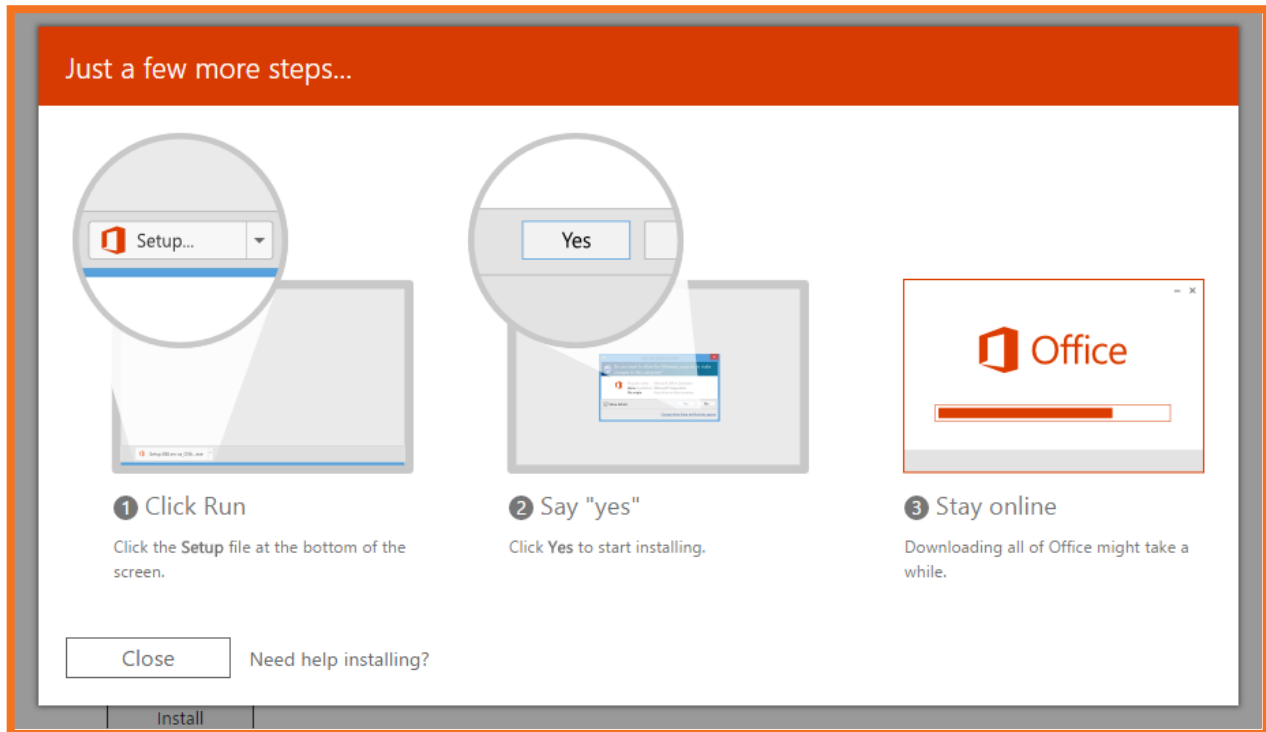 Just a few more steps...
Setup...
Yes
Office
1 Click Run
Click the Setup file at the bottom of the
screen.
2 Say "yes"
Click Yes to start installing.
3 Stay online
Downloading all of Office might take a
while.
Close
Need help installing?
Install